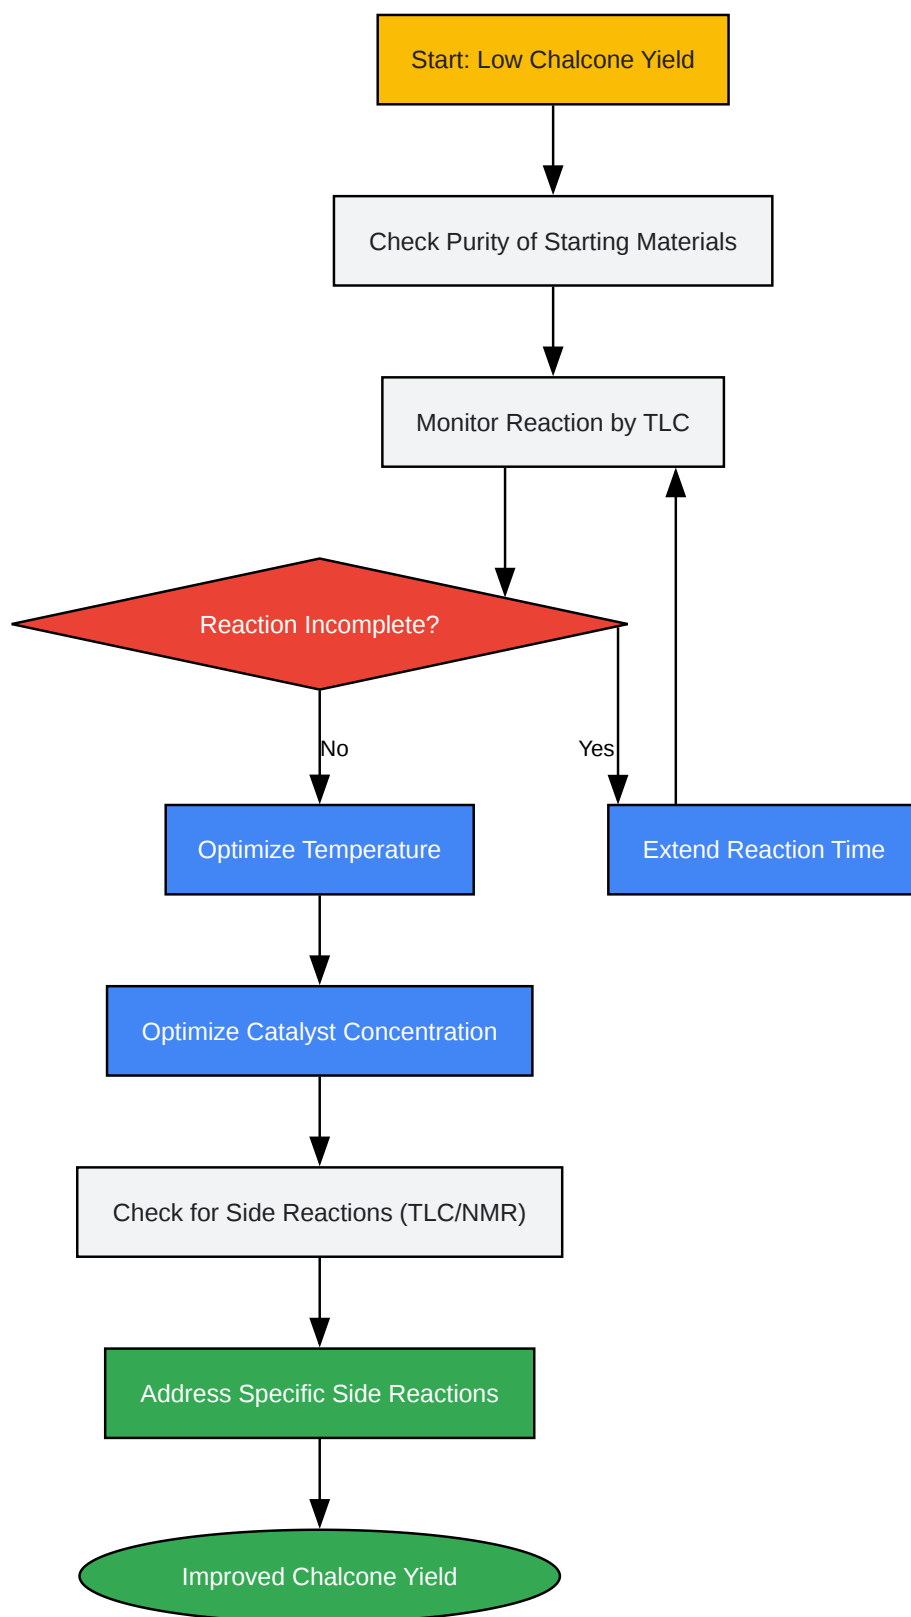 Start: Low Chalcone Yield
Check Purity of Starting Materials
Monitor Reaction by TLC
Reaction Incomplete?
No
Yes
Optimize Temperature
Extend Reaction Time
Optimize Catalyst Concentration
Check for Side Reactions (TLC/NMR)
Address Specific Side Reactions
Improved Chalcone Yield